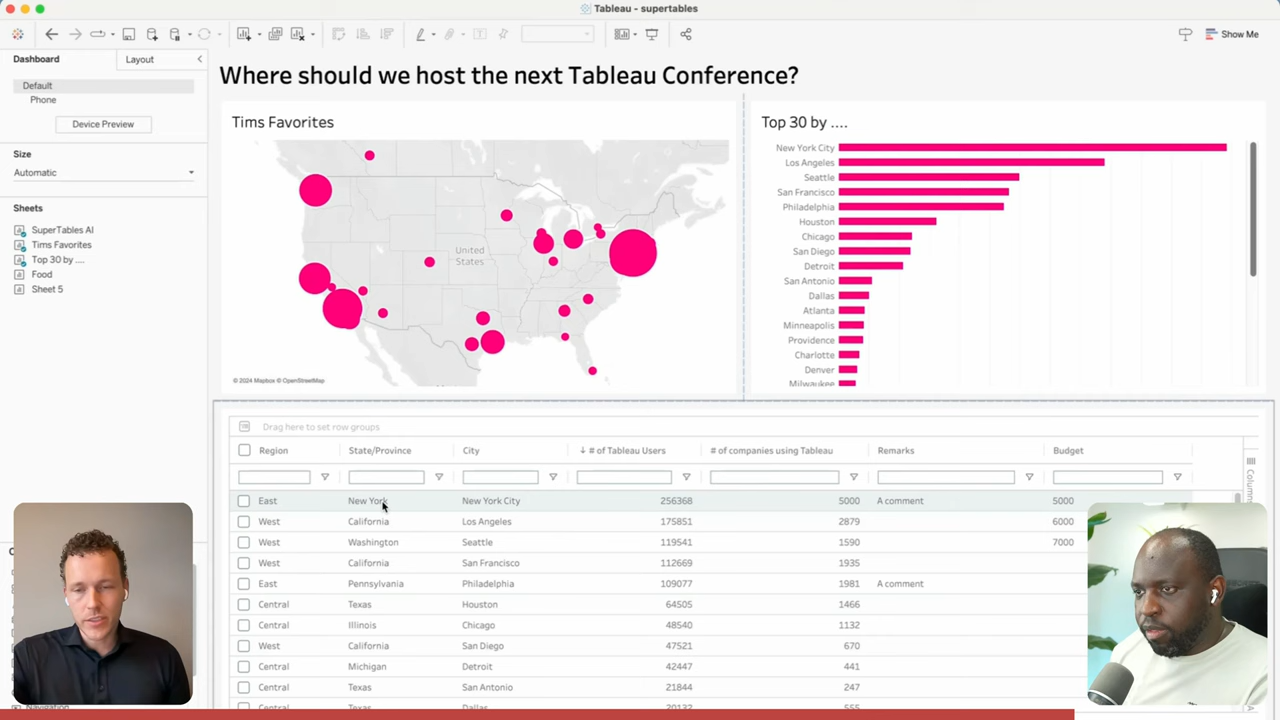 Tableau - supertables
Show Me
Dashboard
Layout
Default
Phone
Device Preview
Size
Automatic
Sheets
SuperTables AI
Tims Favorites
Top 30 by ....
Food
Sheet 5
Where should we host the next Tableau Conference?
Tims Favorites
United
States
© 2024 Mapbox © OpenStreetMap
Top 30 by ....
New York City
Los Angeles
Seattle
San Francisco
Philadelphia
Houston
Chicago
San Diego
Detroit
San Antonio
Dallas
Atlanta
Minneapolis
Providence
Charlotte
Denver
Milwaukee
Drag here to set row groups
Region State/Province City ↓ # of Tableau Users # of companies using Tableau Remarks Budget
Columns
East New York New York City 256368 5000 A comment 5000
West California Los Angeles 175851 2879 6000
West Washington Seattle 119541 1590 7000
West California San Francisco 112669 1935
East Pennsylvania Philadelphia 109077 1981 A comment
Central Texas Houston 64505 1466
Central Illinois Chicago 48540 1132
West California San Diego 47521 670
Central Michigan Detroit 42447 441
Central Texas San Antonio 21844 247
Central Texas Dallas 20132 555